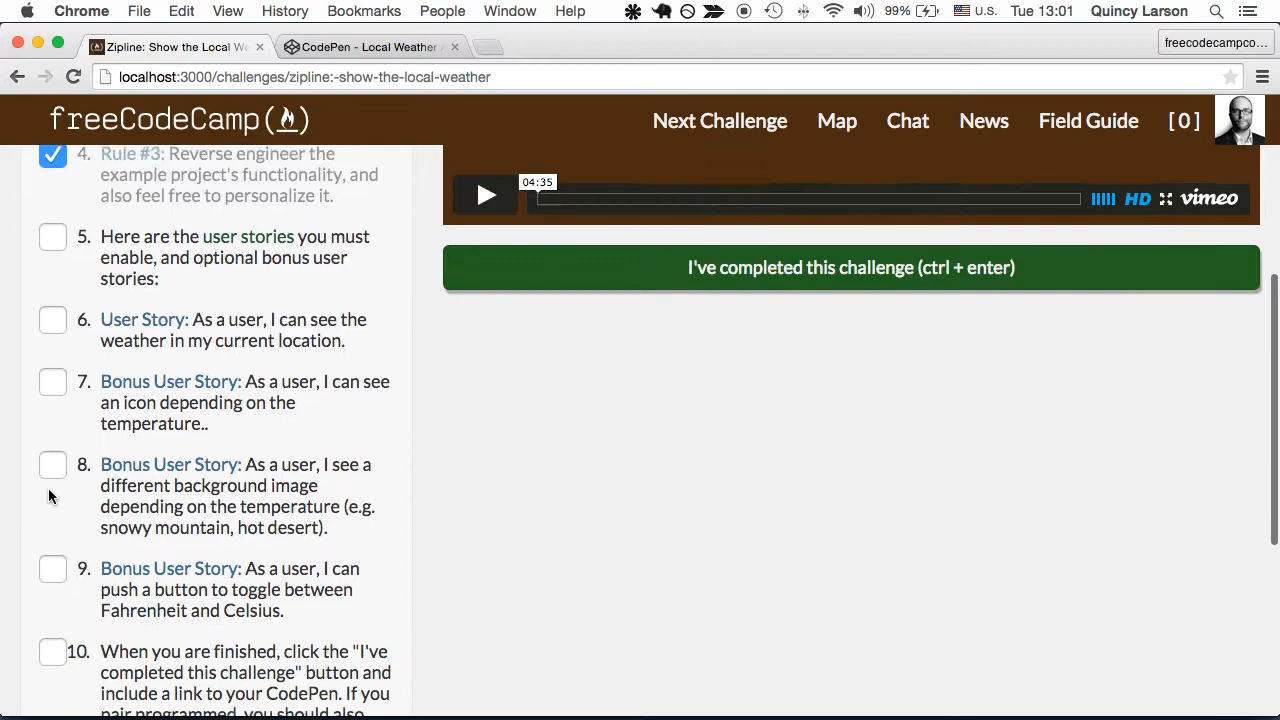 Chrome File Edit View History Bookmarks People Window Help 99% U.S. Tue 13:01 Quincy Larson
Zipline: Show the Local We
CodePen - Local Weather
freecodecampco...
localhost:3000/challenges/zipline:-show-the-local-weather
freeCodeCamp
Next Challenge Map Chat News Field Guide [ 0 ]
4. Rule #3: Reverse engineer the
example project's functionality, and
also feel free to personalize it.
5. Here are the user stories you must
enable, and optional bonus user
stories:
6. User Story: As a user, I can see the
weather in my current location.
7. Bonus User Story: As a user, I can see
an icon depending on the
temperature..
8. Bonus User Story: As a user, I see a
different background image
depending on the temperature (e.g.
snowy mountain, hot desert).
9. Bonus User Story: As a user, I can
push a button to toggle between
Fahrenheit and Celsius.
10. When you are finished, click the "I've
completed this challenge" button and
include a link to your CodePen. If you
pair programmed, you should also
04:35
HD vimeo
I've completed this challenge (ctrl + enter)